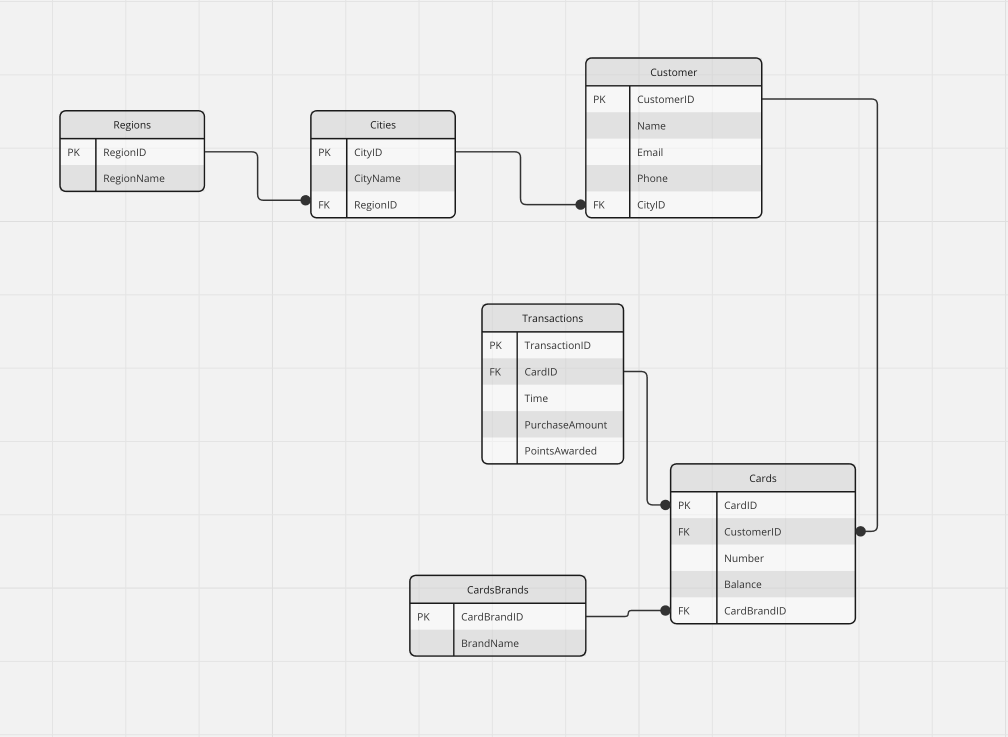 Regions
PK RegionID
RegionName
Cities
PK CityID
CityName
FK RegionID
Customer
PK CustomerID
Name
Email
Phone
FK CityID
Transactions
PK TransactionID
FK CardID
Time
PurchaseAmount
PointsAwarded
Cards
PK CardID
FK CustomerID
Number
Balance
FK CardBrandID
CardsBrands
PK CardBrandID
BrandName